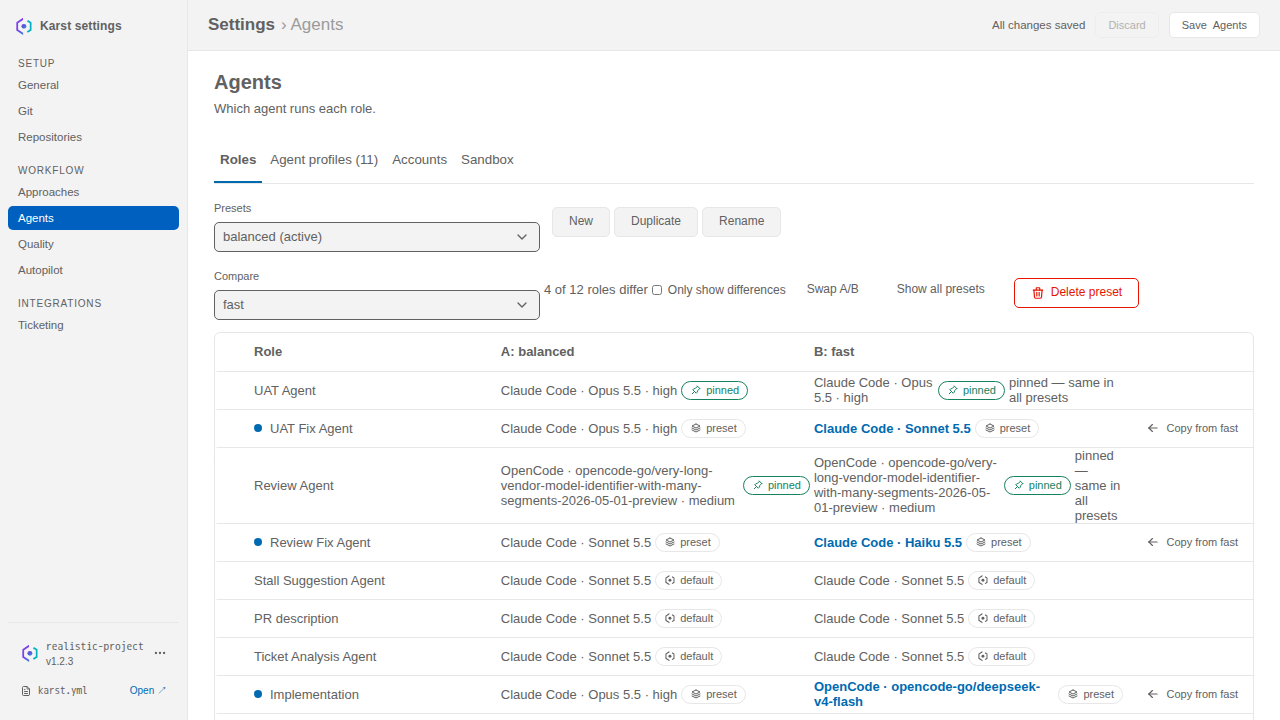 Karst settings
SETUP
General
Git
Repositories
WORKFLOW
Approaches
Agents
Quality
Autopilot
INTEGRATIONS
Ticketing
realistic-project
v1.2.3
karst.yml Open ↗
Settings › Agents
All changes saved Discard Save Agents
Agents
Which agent runs each role.
Roles Agent profiles (11) Accounts Sandbox
Presets
balanced (active) New Duplicate Rename
Compare
fast 4 of 12 roles differ Only show differences Swap A/B Show all presets Delete preset
Role A: balanced B: fast
UAT Agent Claude Code · Opus 5.5 · high pinned Claude Code · Opus
5.5 · high pinned pinned — same in
all presets
UAT Fix Agent Claude Code · Opus 5.5 · high preset Claude Code · Sonnet 5.5 preset Copy from fast
Review Agent
OpenCode · opencode-go/very-long-
vendor-model-identifier-with-many-
segments-2026-05-01-preview · medium
pinned
OpenCode · opencode-go/very-
long-vendor-model-identifier-
with-many-segments-2026-05-
01-preview · medium
pinned
pinned
—
same in
all
presets
Review Fix Agent Claude Code · Sonnet 5.5 preset Claude Code · Haiku 5.5 preset Copy from fast
Stall Suggestion Agent Claude Code · Sonnet 5.5 default Claude Code · Sonnet 5.5 default
PR description Claude Code · Sonnet 5.5 default Claude Code · Sonnet 5.5 default
Ticket Analysis Agent Claude Code · Sonnet 5.5 default Claude Code · Sonnet 5.5 default
Implementation Claude Code · Opus 5.5 · high preset OpenCode · opencode-go/deepseek-
v4-flash preset Copy from fast